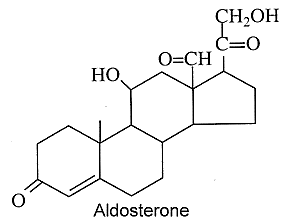 CH₂OH
O=CH C=O
HO
O
Aldosterone